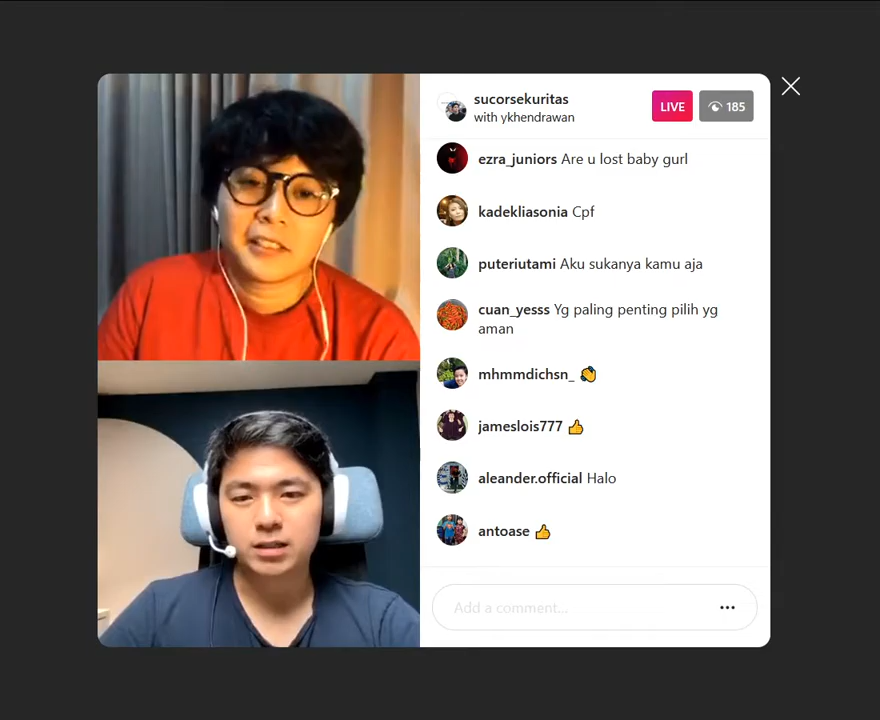 sucorsekuritas
with ykhendrawan
LIVE
185
ezra_juniors Are u lost baby gurl
kadekliasonia Cpf
puteriutami Aku sukanya kamu aja
cuan_yesss Yg paling penting pilih yg
aman
mhmmdichsn_ 👏
jameslois777 👍
aleander.official Halo
antoase 👍
Add a comment...